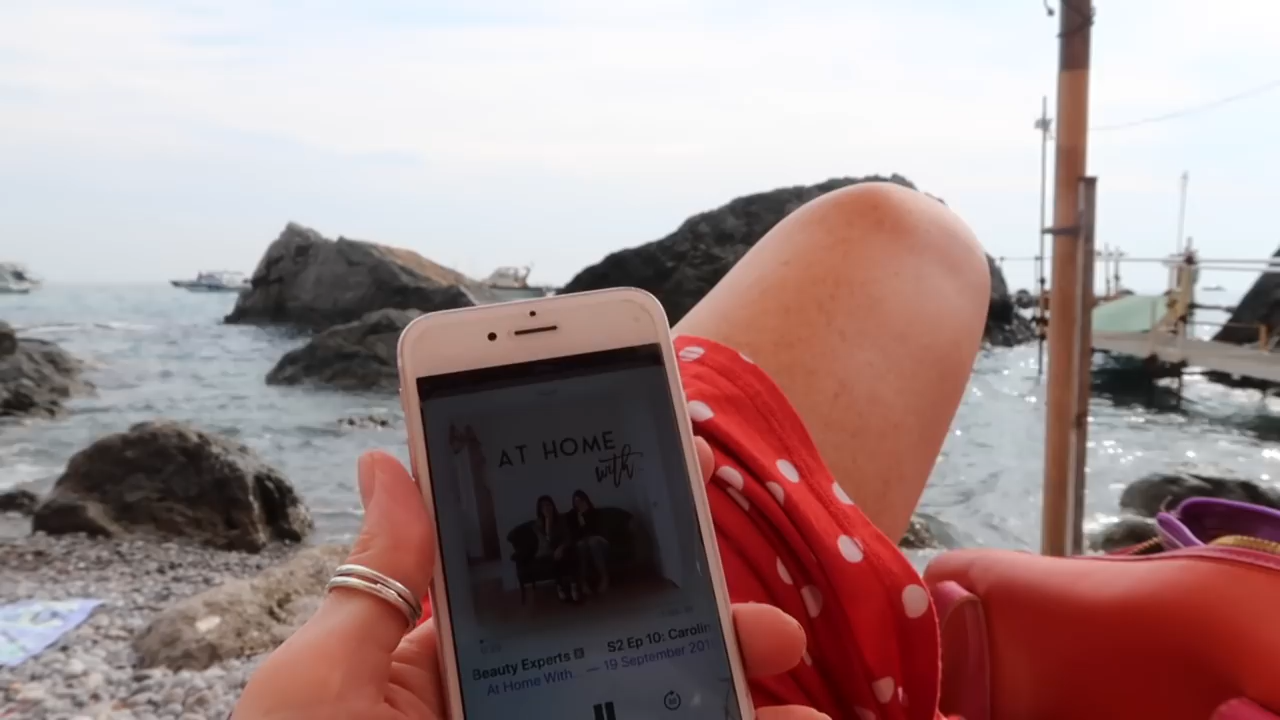 AT HOME
with
Beauty Experts E S2 Ep 10: Carolin
At Home With... — 19 September 201